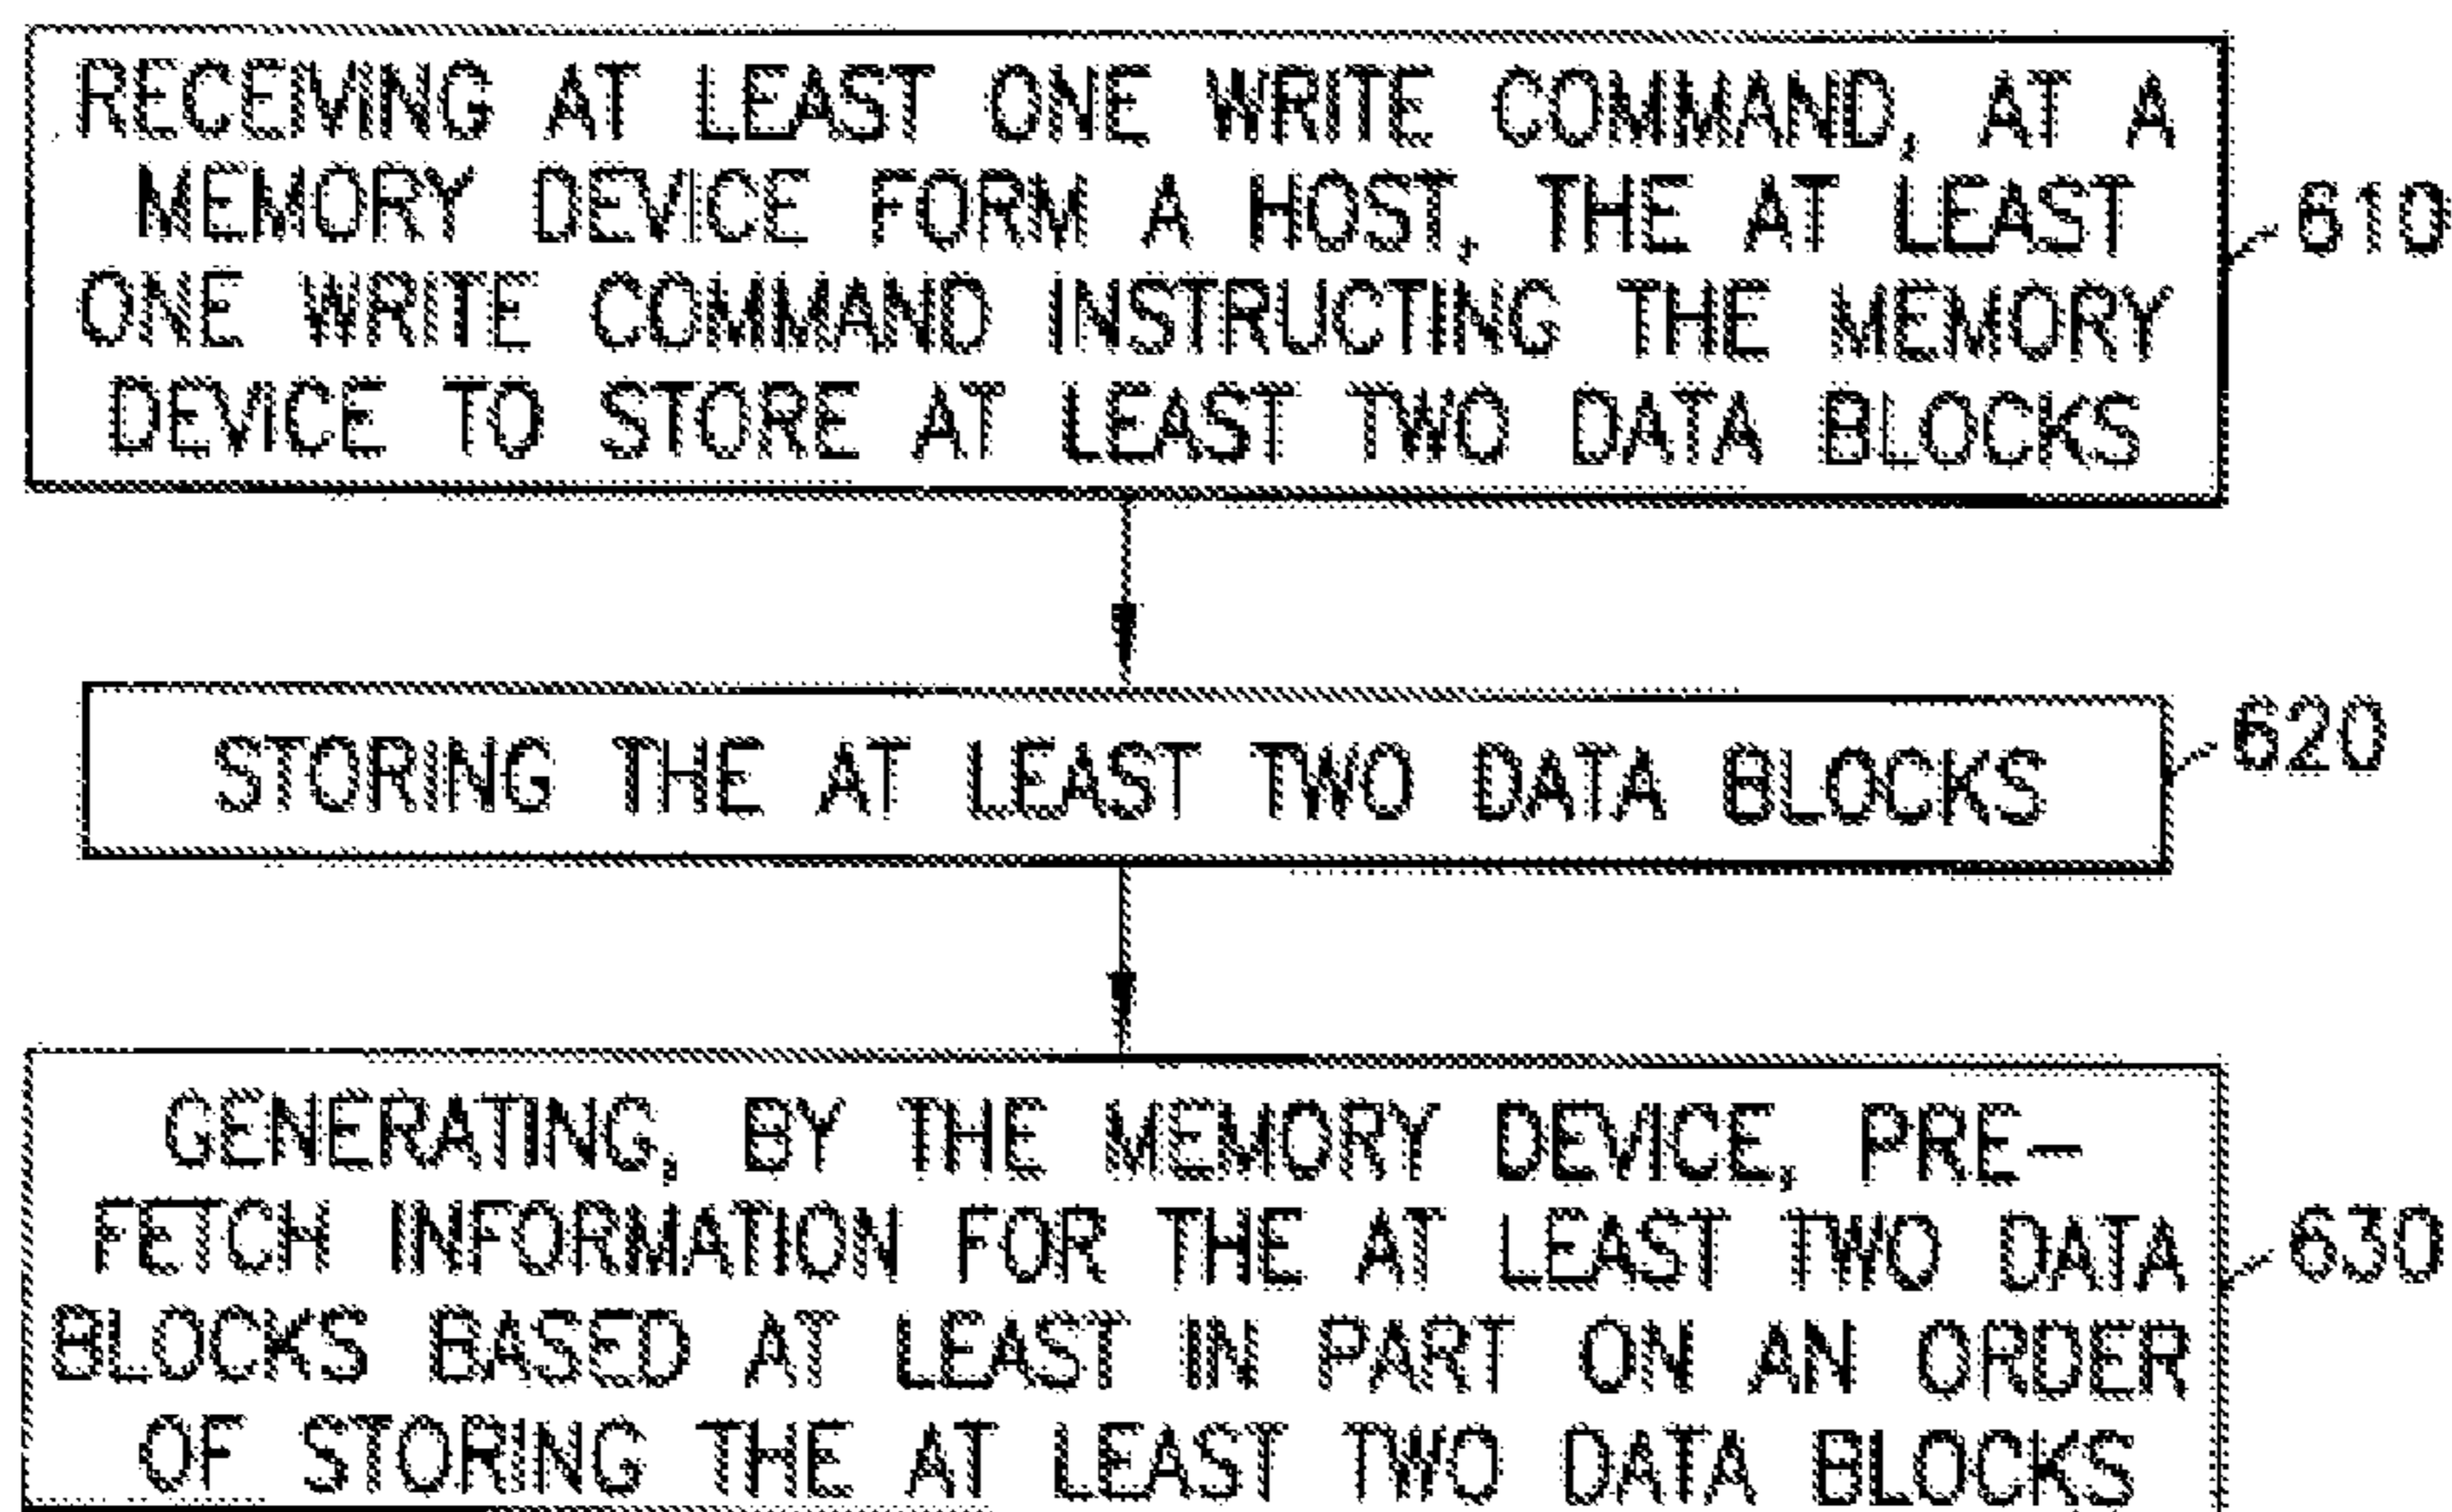 RECEIVING AT LEAST ONE WRITE COMMAND, AT A
MEMORY DEVICE FORM A HOST, THE AT LEAST
ONE WRITE COMMAND INSTRUCTING THE MEMORY
DEVICE TO STORE AT LEAST TWO DATA BLOCKS
610
STORING THE AT LEAST TWO DATA BLOCKS
620
GENERATING, BY THE MEMORY DEVICE, PRE-
FETCH INFORMATION FOR THE AT LEAST TWO DATA
BLOCKS BASED AT LEAST IN PART ON AN ORDER
OF STORING THE AT LEAST TWO DATA BLOCKS
630